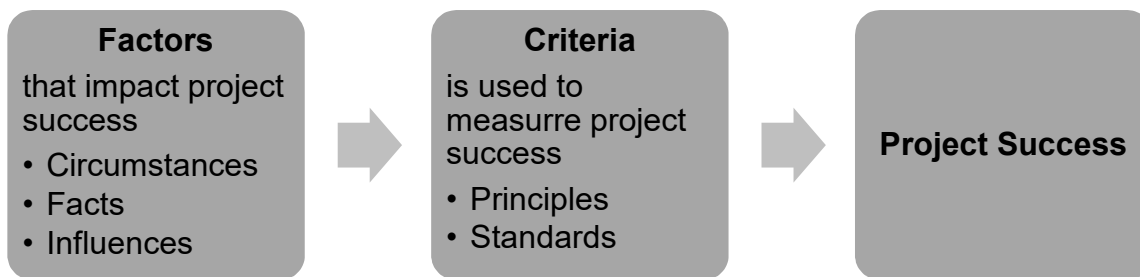 Factors
that impact project
success
• Circumstances
• Facts
• Influences
Criteria
is used to
measurre project
success
• Principles
• Standards
Project Success